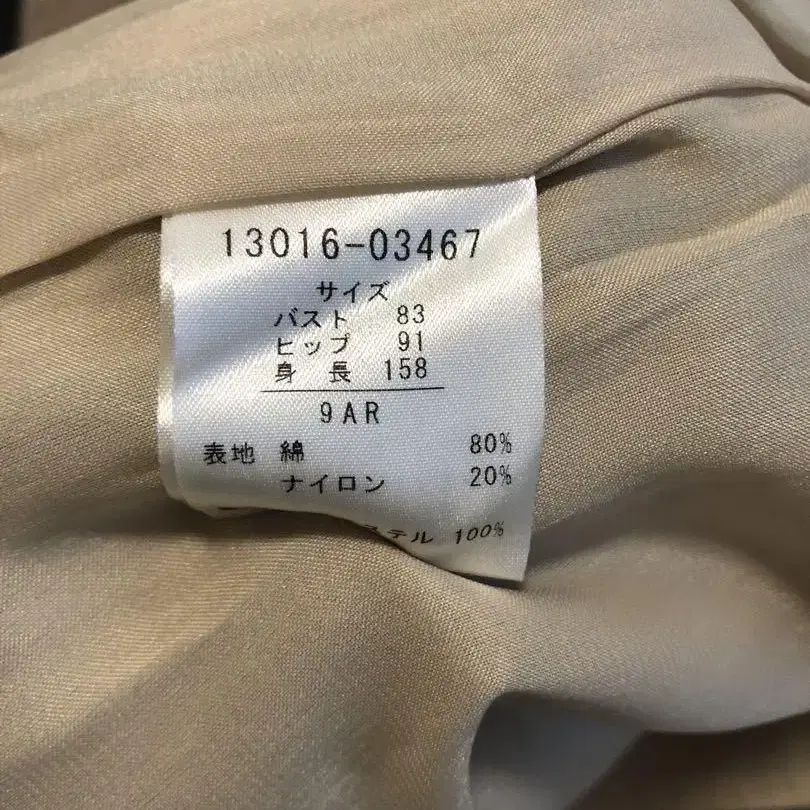 13016-03467
サイズ
バスト 83
ヒップ 91
身長 158
9AR
表地 綿 80%
ナイロン 20%
ステル 100%